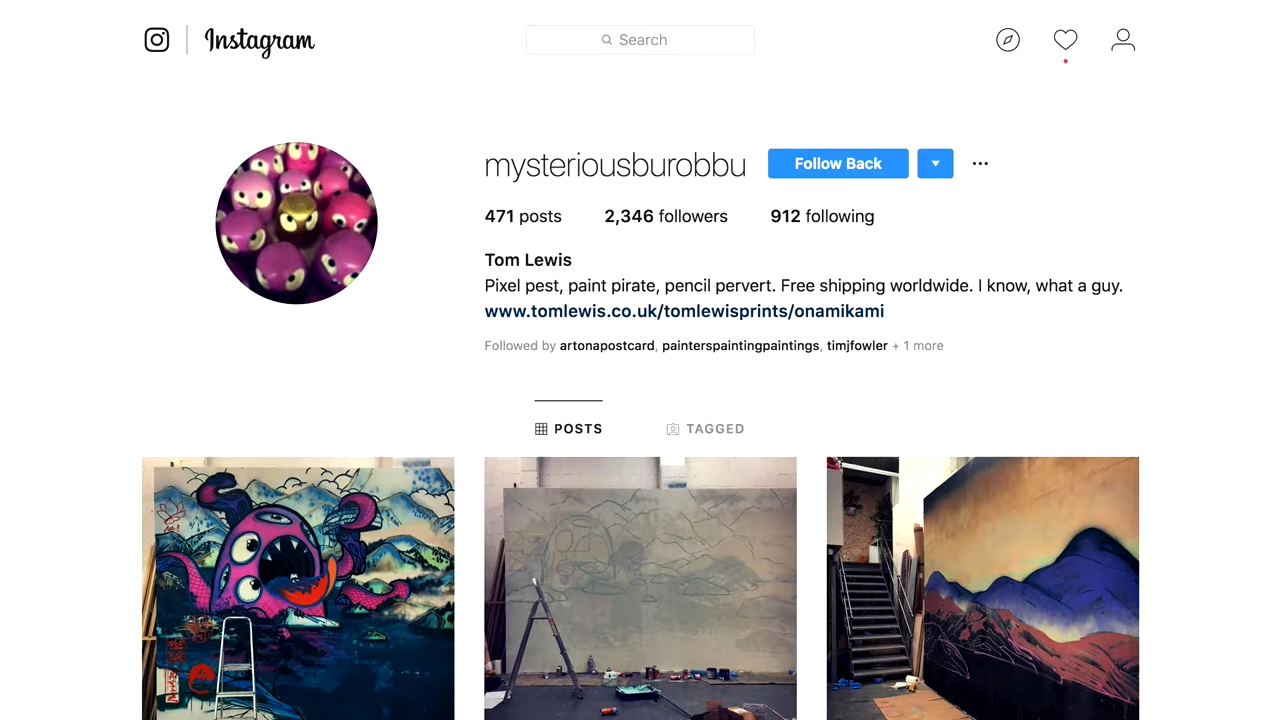 Instagram
Search
mysteriousburobbu
Follow Back
471 posts
2,346 followers
912 following
Tom Lewis
Pixel pest, paint pirate, pencil pervert. Free shipping worldwide. I know, what a guy.
www.tomlewis.co.uk/tomlewisprints/onamikami
Followed by artonapostcard, painterspaintingpaintings, timjfowler + 1 more
POSTS
TAGGED